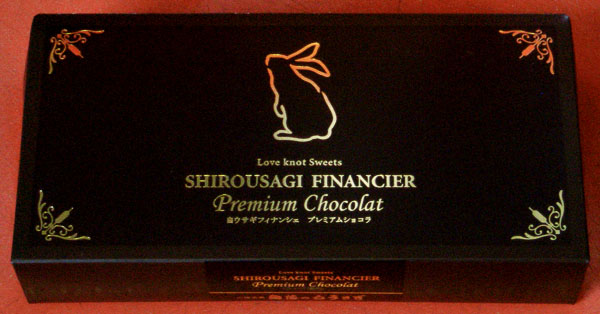 Love knot Sweets
SHIROUSAGI FINANCIER
Premium Chocolat
白ウサギフィナンシェ プレミアムショコラ
Love knot Sweets
SHIROUSAGI FINANCIER
Premium Chocolat